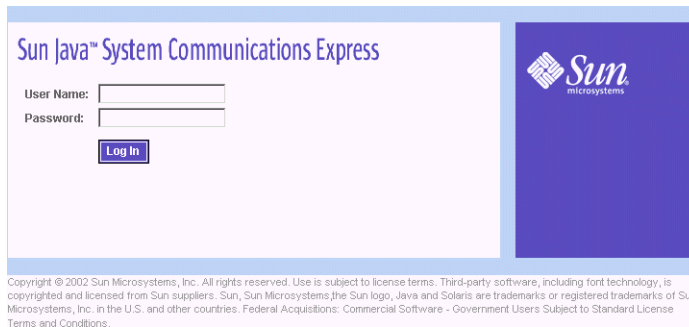 Sun Java™ System Communications Express
Sun
microsystems
User Name:
Password:
Log In
Copyright © 2002 Sun Microsystems, Inc. All rights reserved. Use is subject to license terms. Third-party software, including font technology, is
copyrighted and licensed from Sun suppliers. Sun, Sun Microsystems,the Sun logo, Java and Solaris are trademarks or registered trademarks of Su
Microsystems, Inc. in the U.S. and other countries. Federal Acquisitions: Commercial Software - Government Users Subject to Standard License
Terms and Conditions.